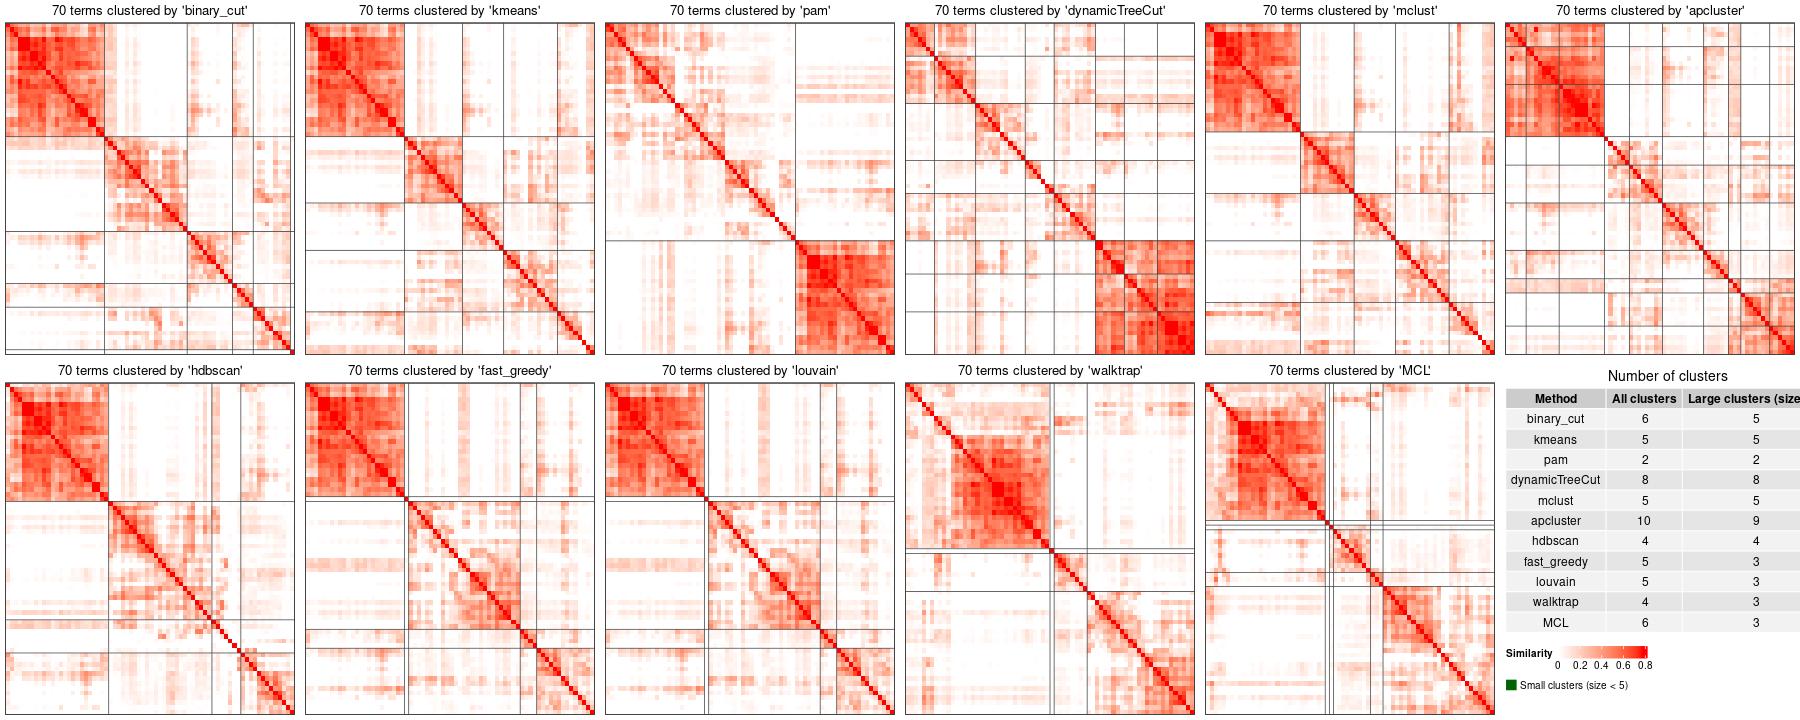 70 terms clustered by 'binary_cut'
70 terms clustered by 'kmeans'
70 terms clustered by 'pam'
70 terms clustered by 'dynamicTreeCut'
70 terms clustered by 'mclust'
70 terms clustered by 'apcluster'
70 terms clustered by 'hdbscan'
70 terms clustered by 'fast_greedy'
70 terms clustered by 'louvain'
70 terms clustered by 'walktrap'
70 terms clustered by 'MCL'
Number of clusters
Method All clusters Large clusters (size
binary_cut 6 5
kmeans 5 5
pam 2 2
dynamicTreeCut 8 8
mclust 5 5
apcluster 10 9
hdbscan 4 4
fast_greedy 5 3
louvain 5 3
walktrap 4 3
MCL 6 3
Similarity
0 0.2 0.4 0.6 0.8
Small clusters (size < 5)